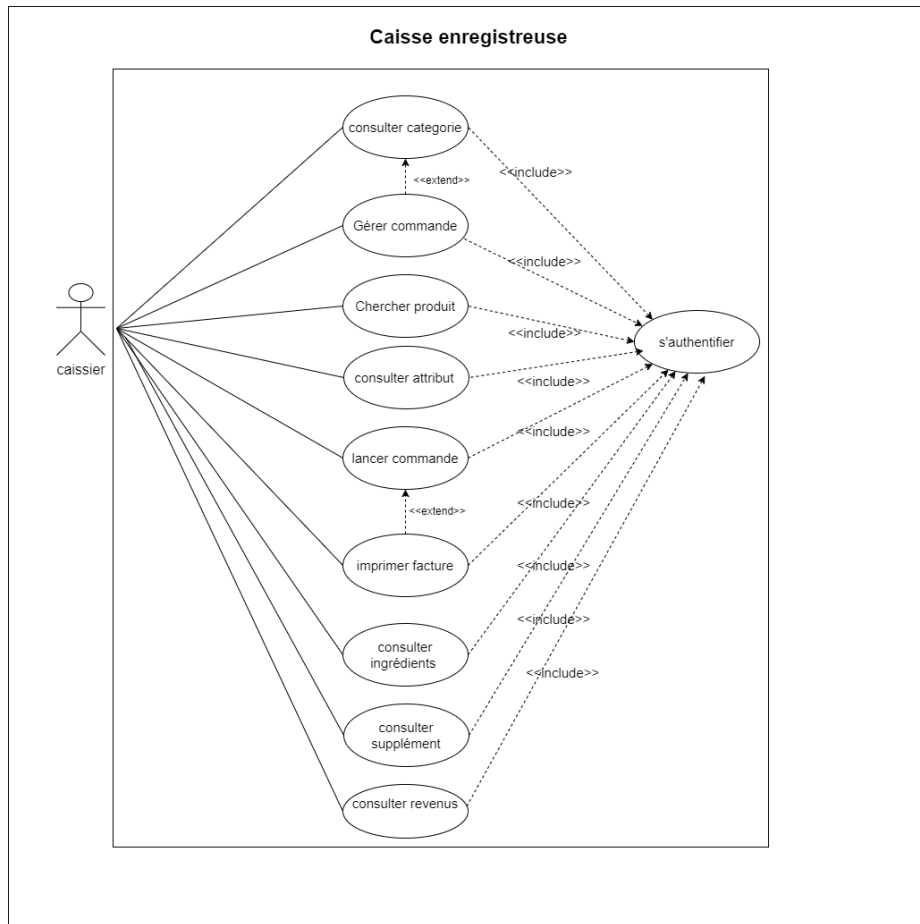 Caisse enregistreuse
consulter categorie
<<include>>
<<extend>>
Gérer commande
<<include>>
Chercher produit
<<include>>
s'authentifier
caissier
consulter attribut
<<include>>
<<include>>
lancer commande
<<include>>
<<extend>>
imprimer facture
<<include>>
<<include>>
consulter
ingrédients
<<include>>
consulter
supplément
consulter revenus